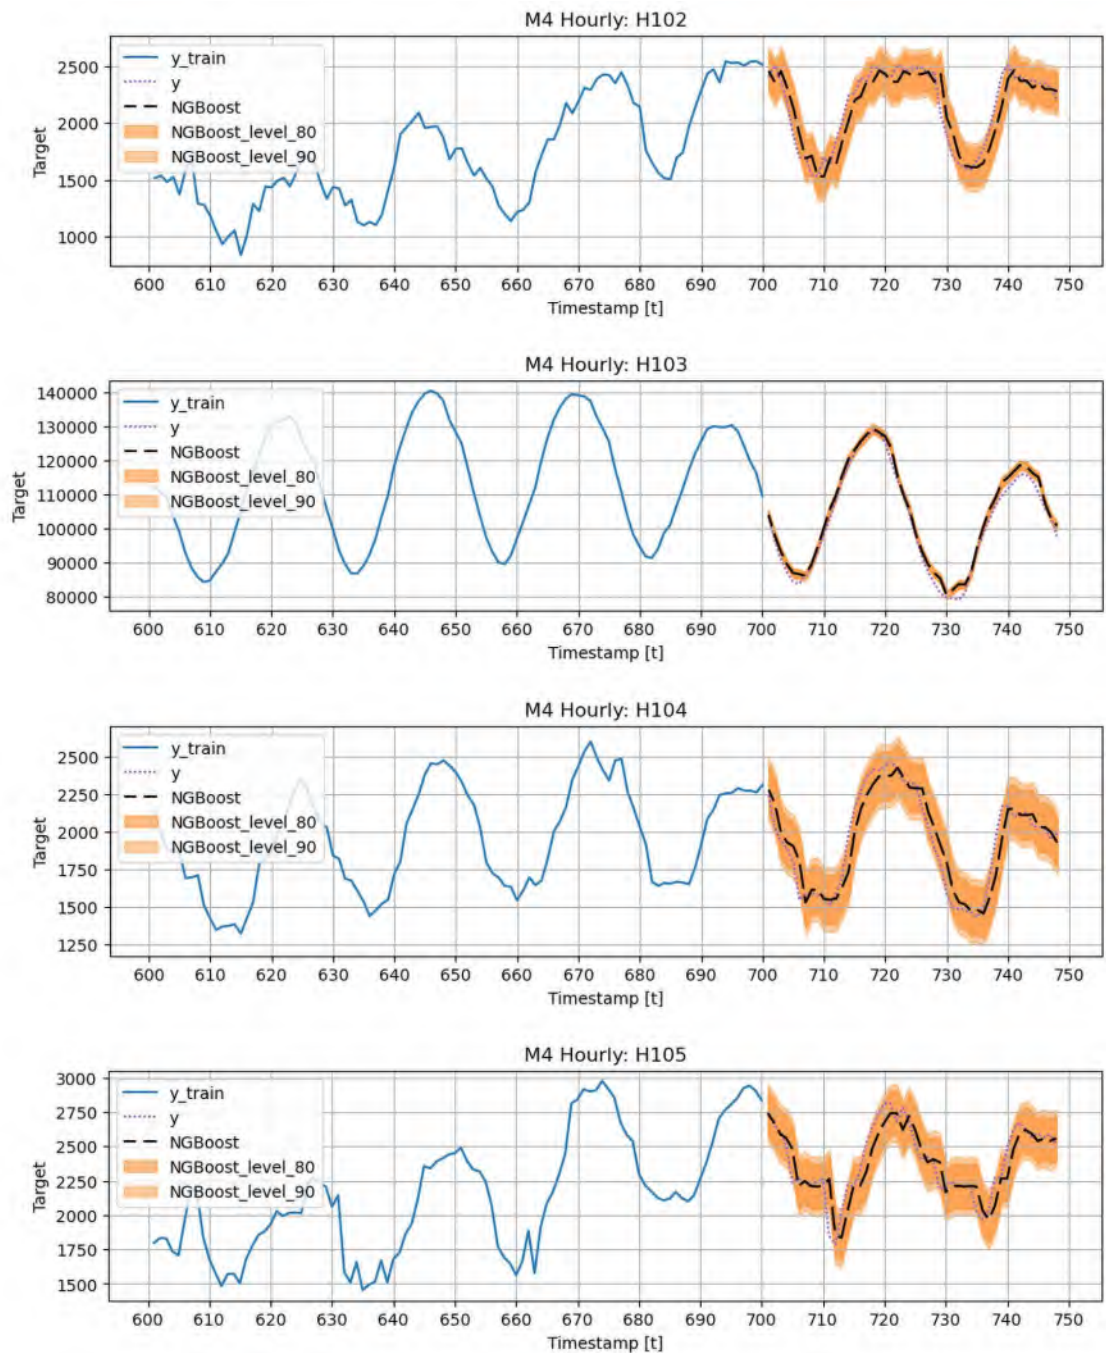 M4 Hourly: H102
2500
2000
1500
1000
Target
y_train
y
NGBoost
NGBoost_level_80
NGBoost_level_90
600 610 620 630 640 650 660 670 680 690 700 710 720 730 740 750
Timestamp [t]
M4 Hourly: H103
140000
130000
120000
110000
100000
90000
80000
Target
y_train
y
NGBoost
NGBoost_level_80
NGBoost_level_90
600 610 620 630 640 650 660 670 680 690 700 710 720 730 740 750
Timestamp [t]
M4 Hourly: H104
2500
2250
2000
1750
1500
1250
Target
y_train
y
NGBoost
NGBoost_level_80
NGBoost_level_90
600 610 620 630 640 650 660 670 680 690 700 710 720 730 740 750
Timestamp [t]
M4 Hourly: H105
3000
2750
2500
2250
2000
1750
1500
Target
y_train
y
NGBoost
NGBoost_level_80
NGBoost_level_90
600 610 620 630 640 650 660 670 680 690 700 710 720 730 740 750
Timestamp [t]